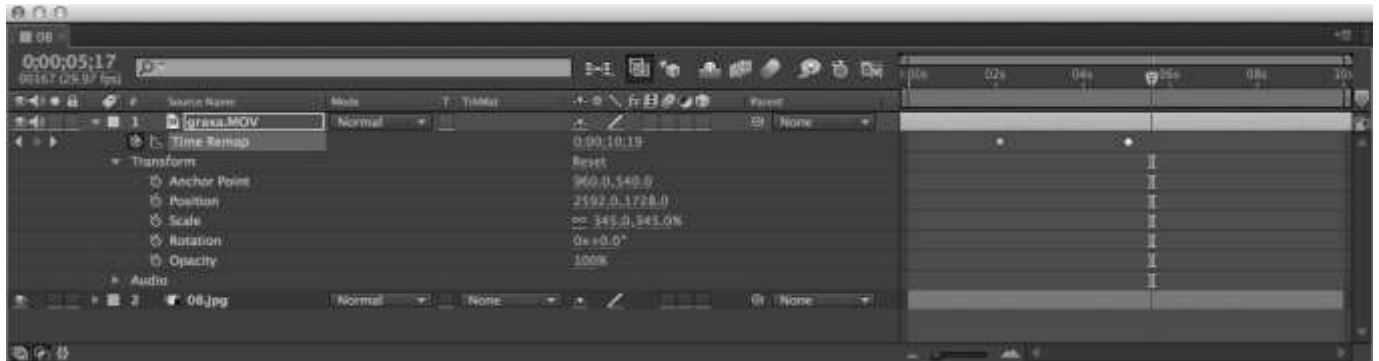 08
0;00;05;17
00167 (29.97 fps)
:00s 02s 04s 06s 08s 10s
# Source Name Mode T TrkMat Parent
1 graxa.MOV Normal None
Time Remap 0;00;10;19
Transform Reset
Anchor Point 960.0,540.0
Position 2592.0,1728.0
Scale 345.0,345.0%
Rotation 0x+0.0°
Opacity 100%
Audio
2 08.jpg Normal None None